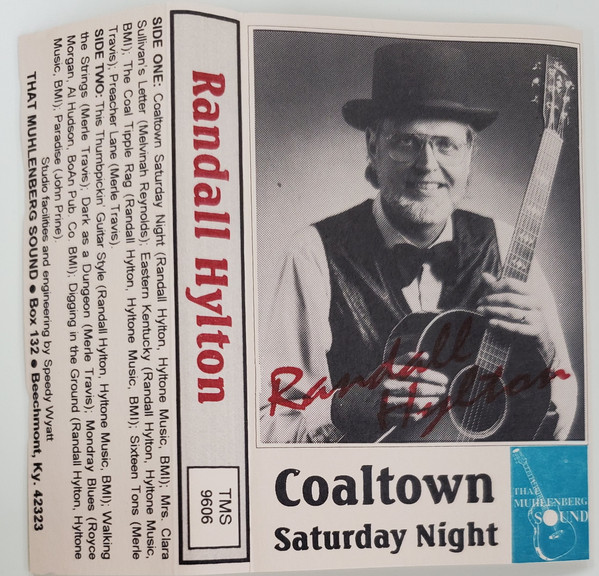 SIDE ONE: Coaltown Saturday Night (Randall Hylton, Hyltone Music, BMI); Mrs. Clara
Sullivan's Letter (Melvinah Reynolds); Eastern Kentucky (Randall Hylton, Hyltone Music,
BMI); The Coal Tipple Rag (Randall Hylton, Hyltone Music, BMI); Sixteen Tons (Merle
Travis); Preacher Lane (Merle Travis).
SIDE TWO: This Thumbpickin' Guitar Style (Randall Hylton, Hyltone Music, BMI); Walking
the Strings (Merle Travis); Dark as a Dungeon (Merle Travis); Mondray Blues (Royce
Morgan, Al Hudson, BoAn Pub. Co. BMI); Digging in the Ground (Randall Hylton, Hyltone
Music, BMI); Paradise (John Prine).
Studio facilities and engineering by Speedy Wyatt
THAT MUHLENBERG SOUND ● Box 132 ● Beechmont, Ky. 42323
Randall Hylton
TMS
9606
Randall
Hylton
Coaltown
Saturday Night
THAT
MUHLENBERG
SOUND